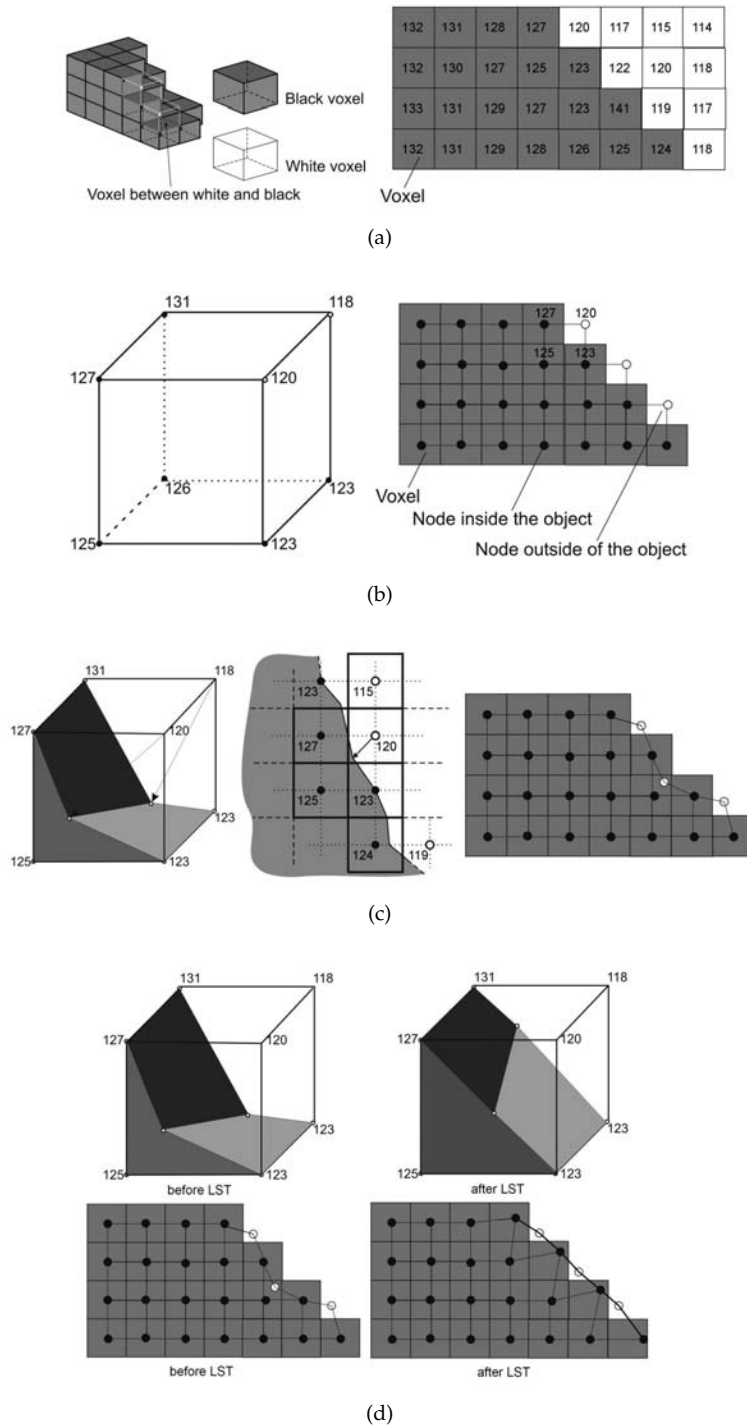 Black voxel
White voxel
Voxel between white and black
132 131 128 127 120 117 115 114
132 130 127 125 123 122 120 118
133 131 129 127 123 141 119 117
132 131 129 128 126 125 124 118
Voxel
(a)
131 118
127 120
126 123
125 123
127 120
125 123
Voxel
Node inside the object
Node outside of the object
(b)
131 118
127 120
123
125 123
123 115
127 120
125 123
124 119
(c)
131 118
127 120
123
125 123
before LST
131 118
127 120
123
125 123
after LST
before LST
after LST
(d)